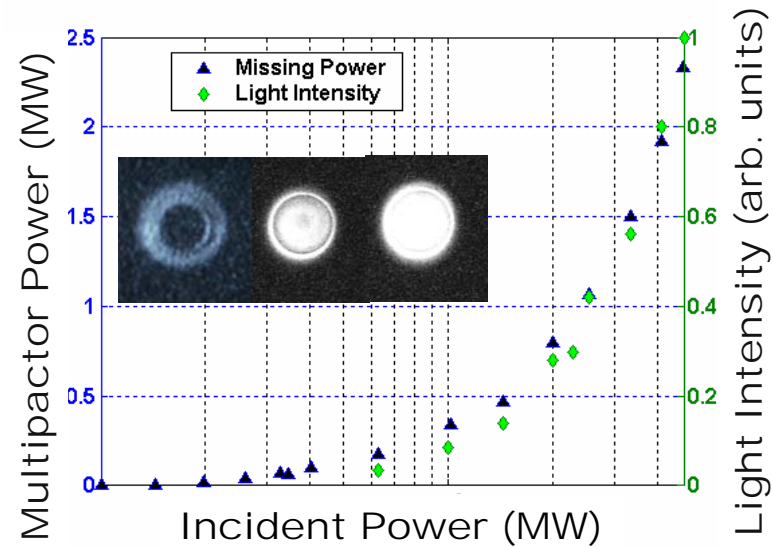 Multipactor Power (MW)
2.5
2
1.5
1
0.5
0
Missing Power
Light Intensity
1
0.8
0.6
0.4
0.2
0
Light Intensity (arb. units)
Incident Power (MW)